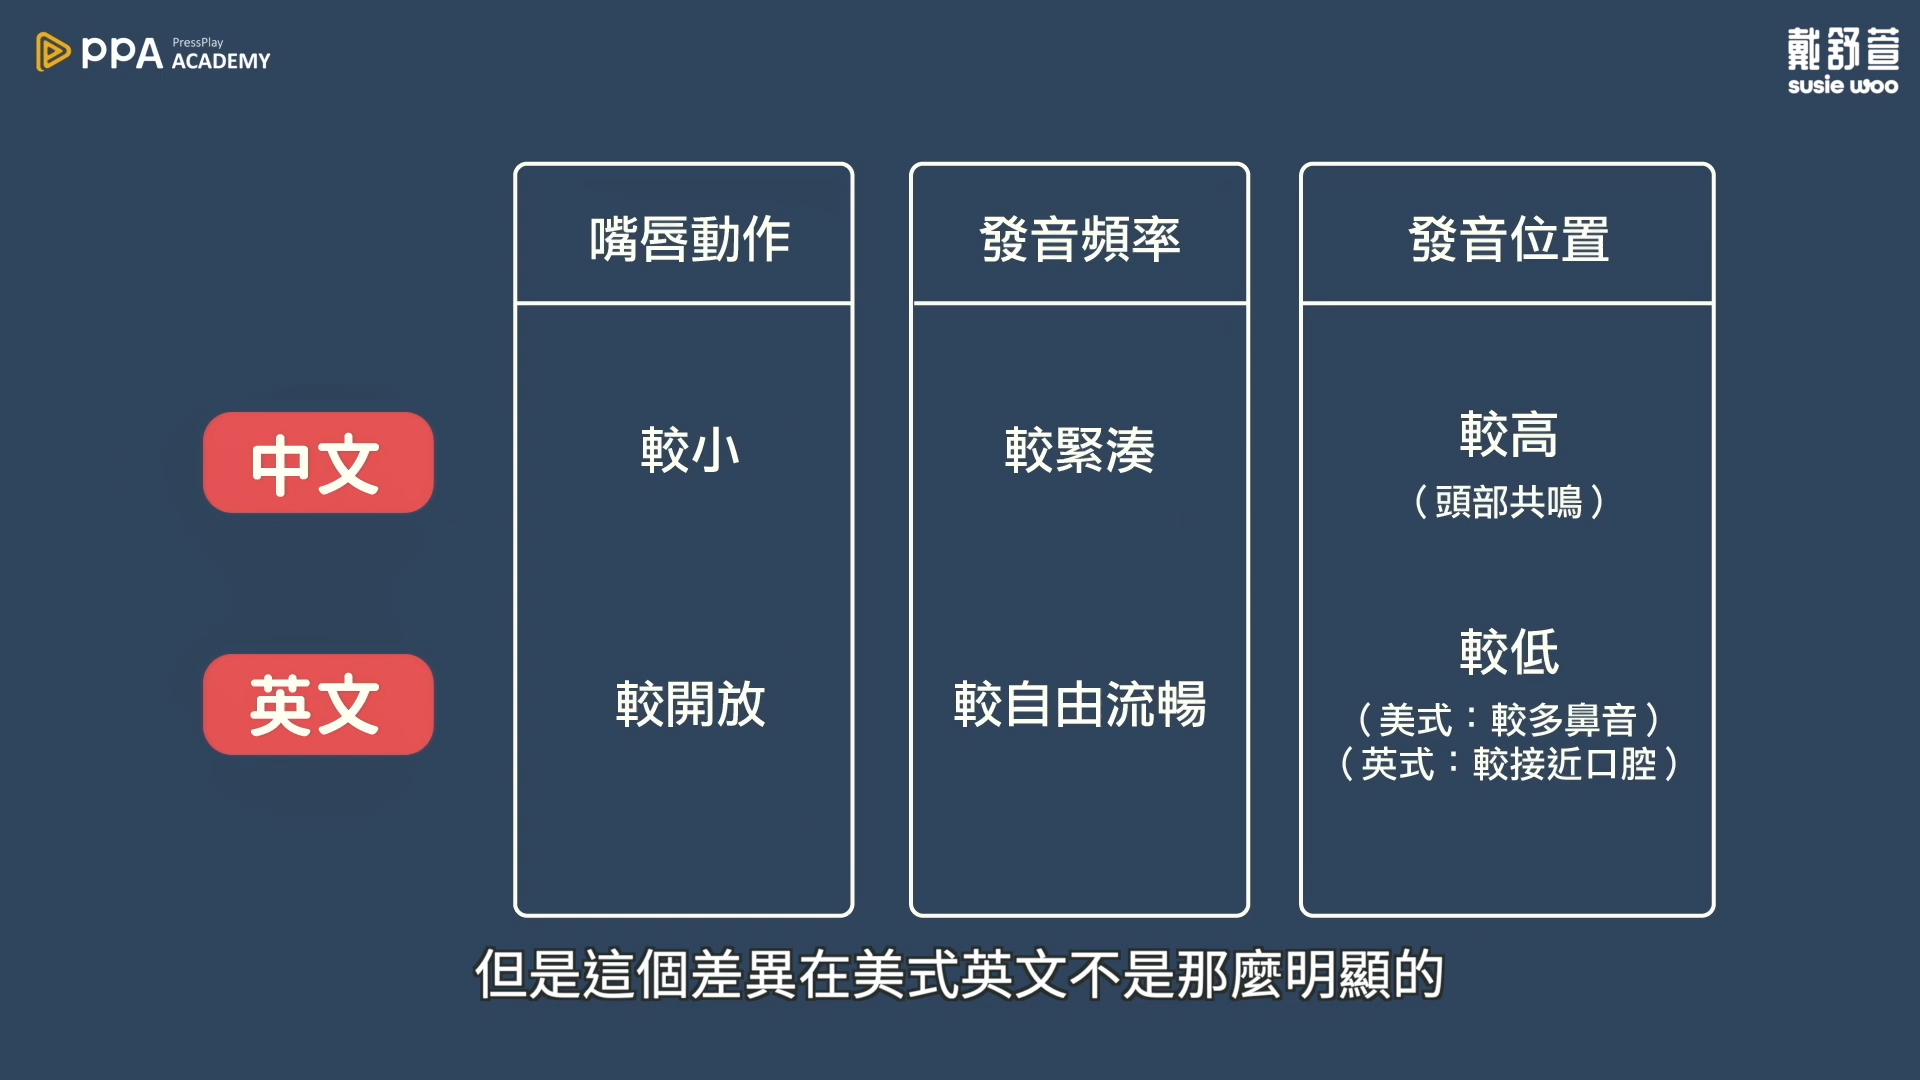 PPA PressPlay ACADEMY
戴舒萱
susie woo
嘴唇動作
發音頻率
發音位置
中文
較小
較緊湊
較高
（頭部共鳴）
英文
較開放
較自由流暢
較低
（美式：較多鼻音）
（英式：較接近口腔）
但是這個差異在美式英文不是那麼明顯的